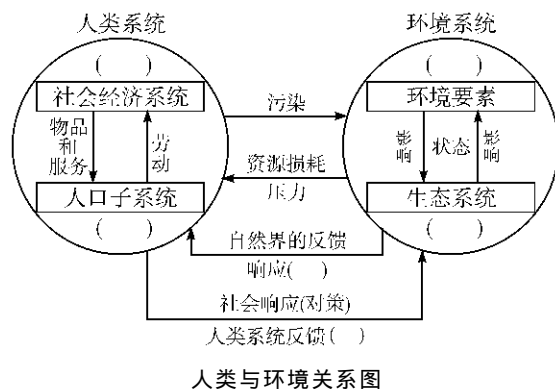 人类系统
环境系统
( )
( )
社会经济系统
污染
环境要素
物品
和
服务
劳动
资源损耗
压力
影响
状态
影响
人口子系统
生态系统
( )
( )
自然界的反馈
响应( )
社会响应(对策)
人类系统反馈( )
人类与环境关系图